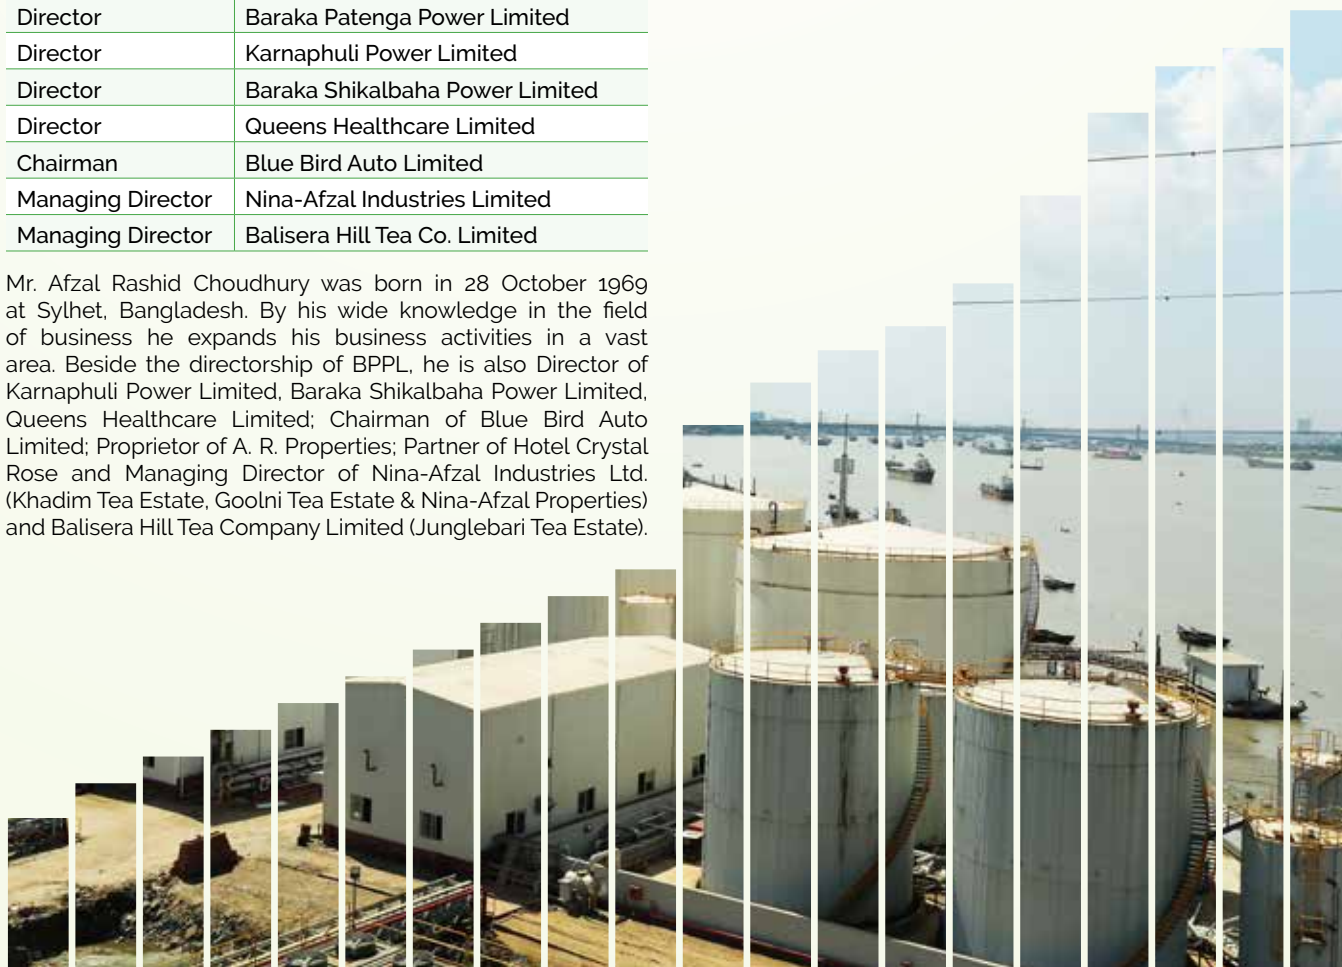 Director Baraka Patenga Power Limited
Director Karnaphuli Power Limited
Director Baraka Shikalbaha Power Limited
Director Queens Healthcare Limited
Chairman Blue Bird Auto Limited
Managing Director Nina-Afzal Industries Limited
Managing Director Balisera Hill Tea Co. Limited
Mr. Afzal Rashid Choudhury was born in 28 October 1969
at Sylhet, Bangladesh. By his wide knowledge in the field
of business he expands his business activities in a vast
area. Beside the directorship of BPPL, he is also Director of
Karnaphuli Power Limited, Baraka Shikalbaha Power Limited,
Queens Healthcare Limited; Chairman of Blue Bird Auto
Limited; Proprietor of A. R. Properties; Partner of Hotel Crystal
Rose and Managing Director of Nina-Afzal Industries Ltd.
(Khadim Tea Estate, Goolni Tea Estate & Nina-Afzal Properties)
and Balisera Hill Tea Company Limited (Junglebari Tea Estate).